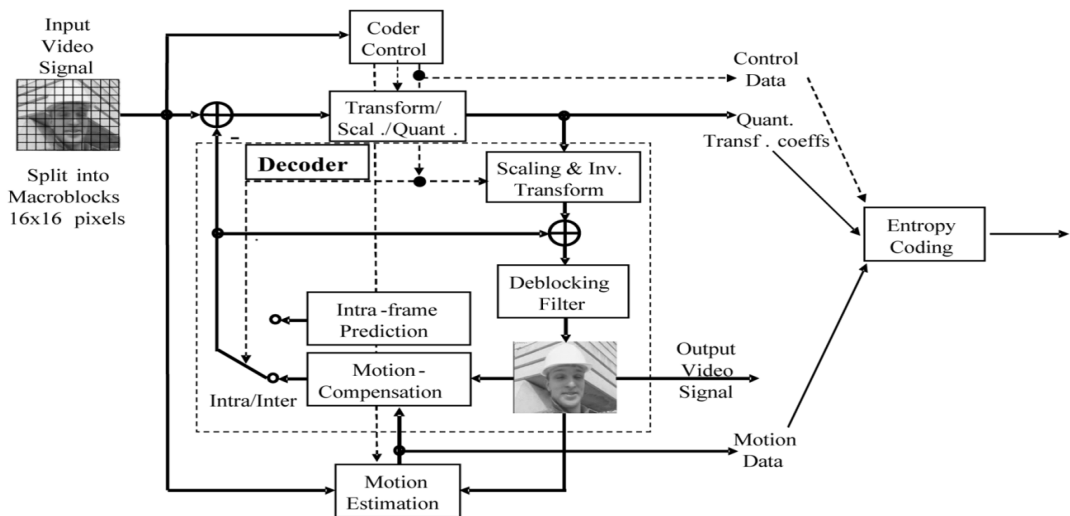 Input
Video
Signal
Split into
Macroblocks
16x16 pixels
Coder
Control
Transform/
Scal ./Quant .
Decoder
Scaling & Inv.
Transform
Deblocking
Filter
Intra -frame
Prediction
Motion-
Compensation
Intra/Inter
Motion
Estimation
Control
Data
Quant.
Transf . coeffs
Output
Video
Signal
Motion
Data
Entropy
Coding